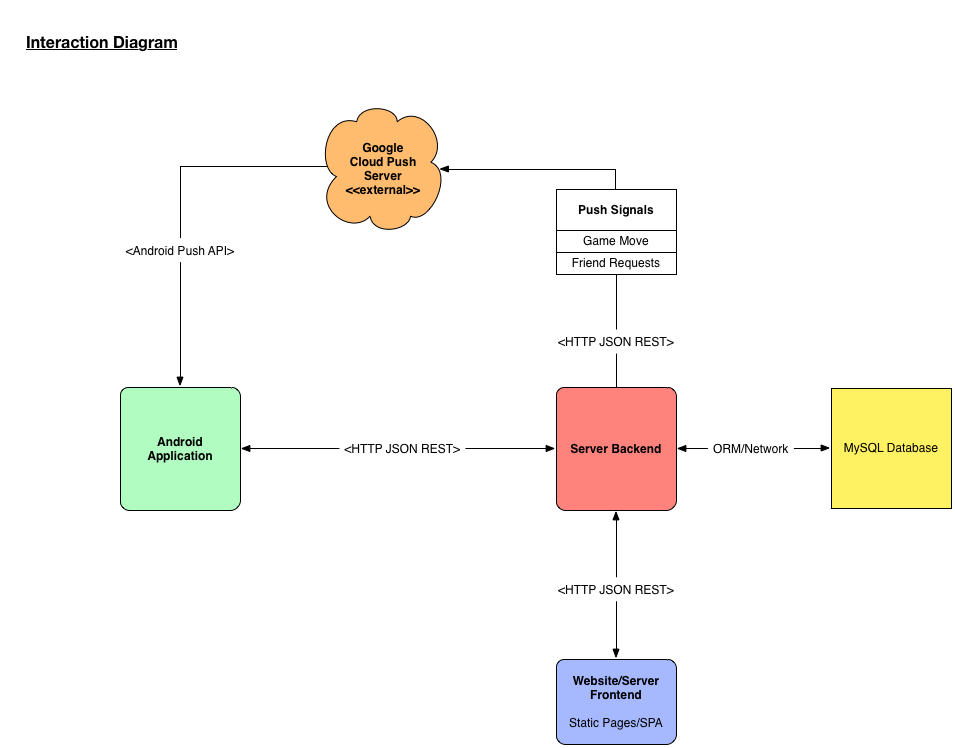 Interaction Diagram
Google
Cloud Push
Server
<<external>>
Push Signals
Game Move
Friend Requests
<Android Push API>
<HTTP JSON REST>
Android
Application
<HTTP JSON REST>
Server Backend
ORM/Network
MySQL Database
<HTTP JSON REST>
Website/Server
Frontend
Static Pages/SPA